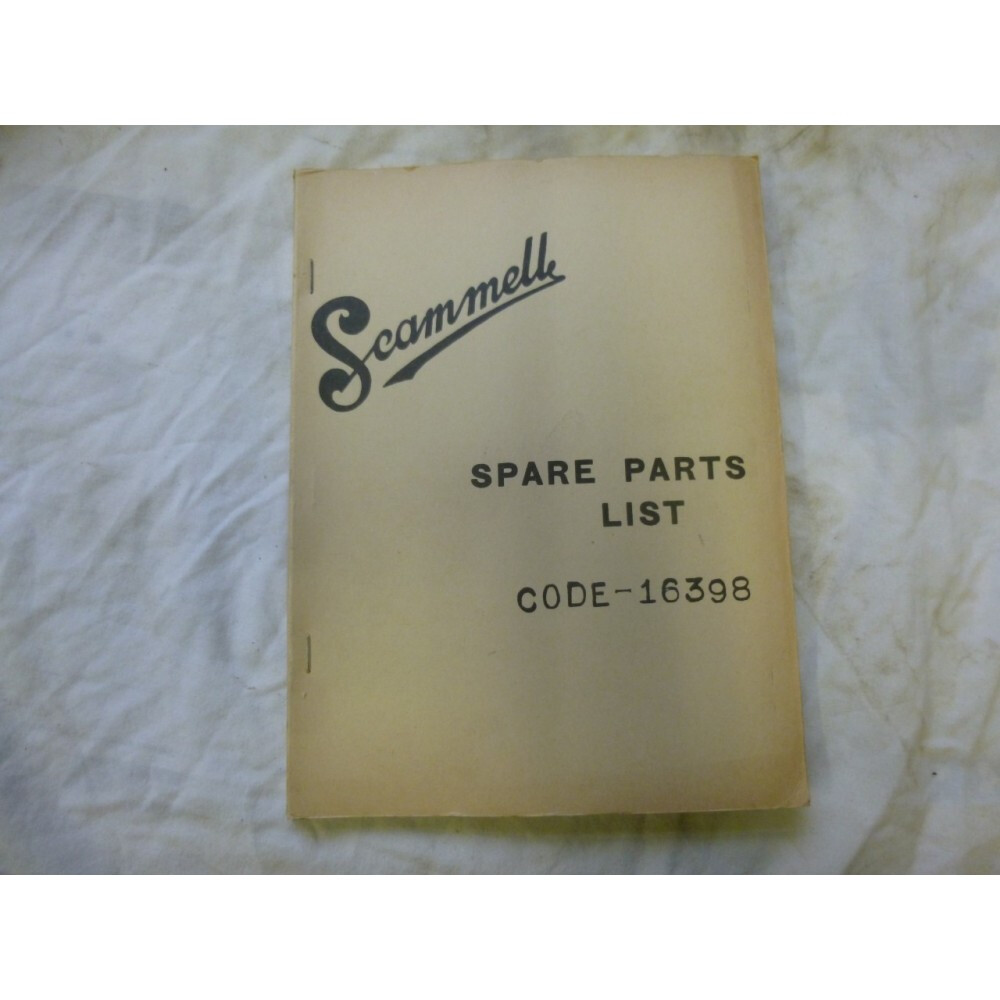 Scammell
SPARE PARTS
LIST
CODE-16398